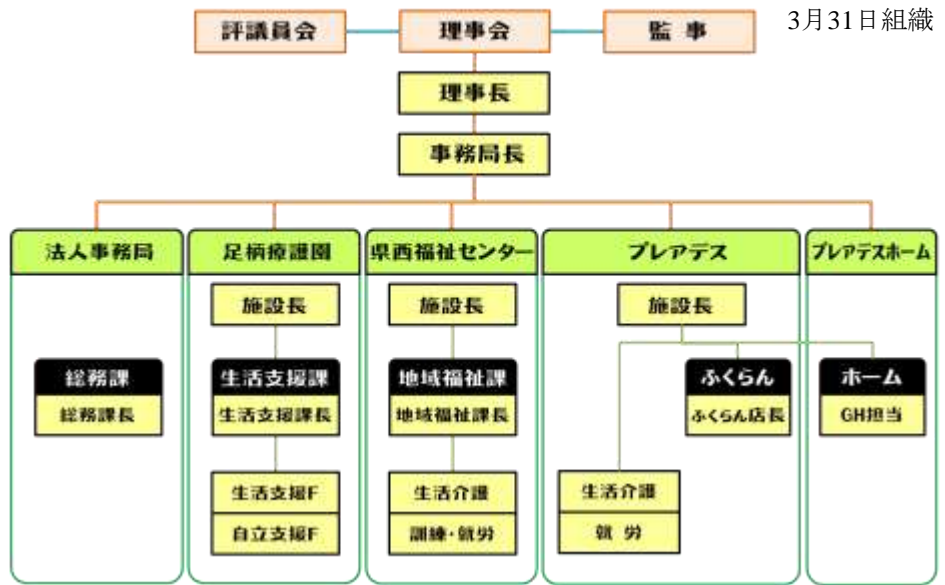 3月31日組織
評議員会 理事会 監事
理事長
事務局長
法人事務局 足柄療護園 県西福祉センター プレアデス プレアデスホーム
施設長 施設長 施設長
総務課 生活支援課 地域福祉課 ふくらん ホーム
総務課長 生活支援課長 地域福祉課長 ふくらん店長 GH担当
生活支援F 生活介護 生活介護
自立支援F 訓練・就労 就労